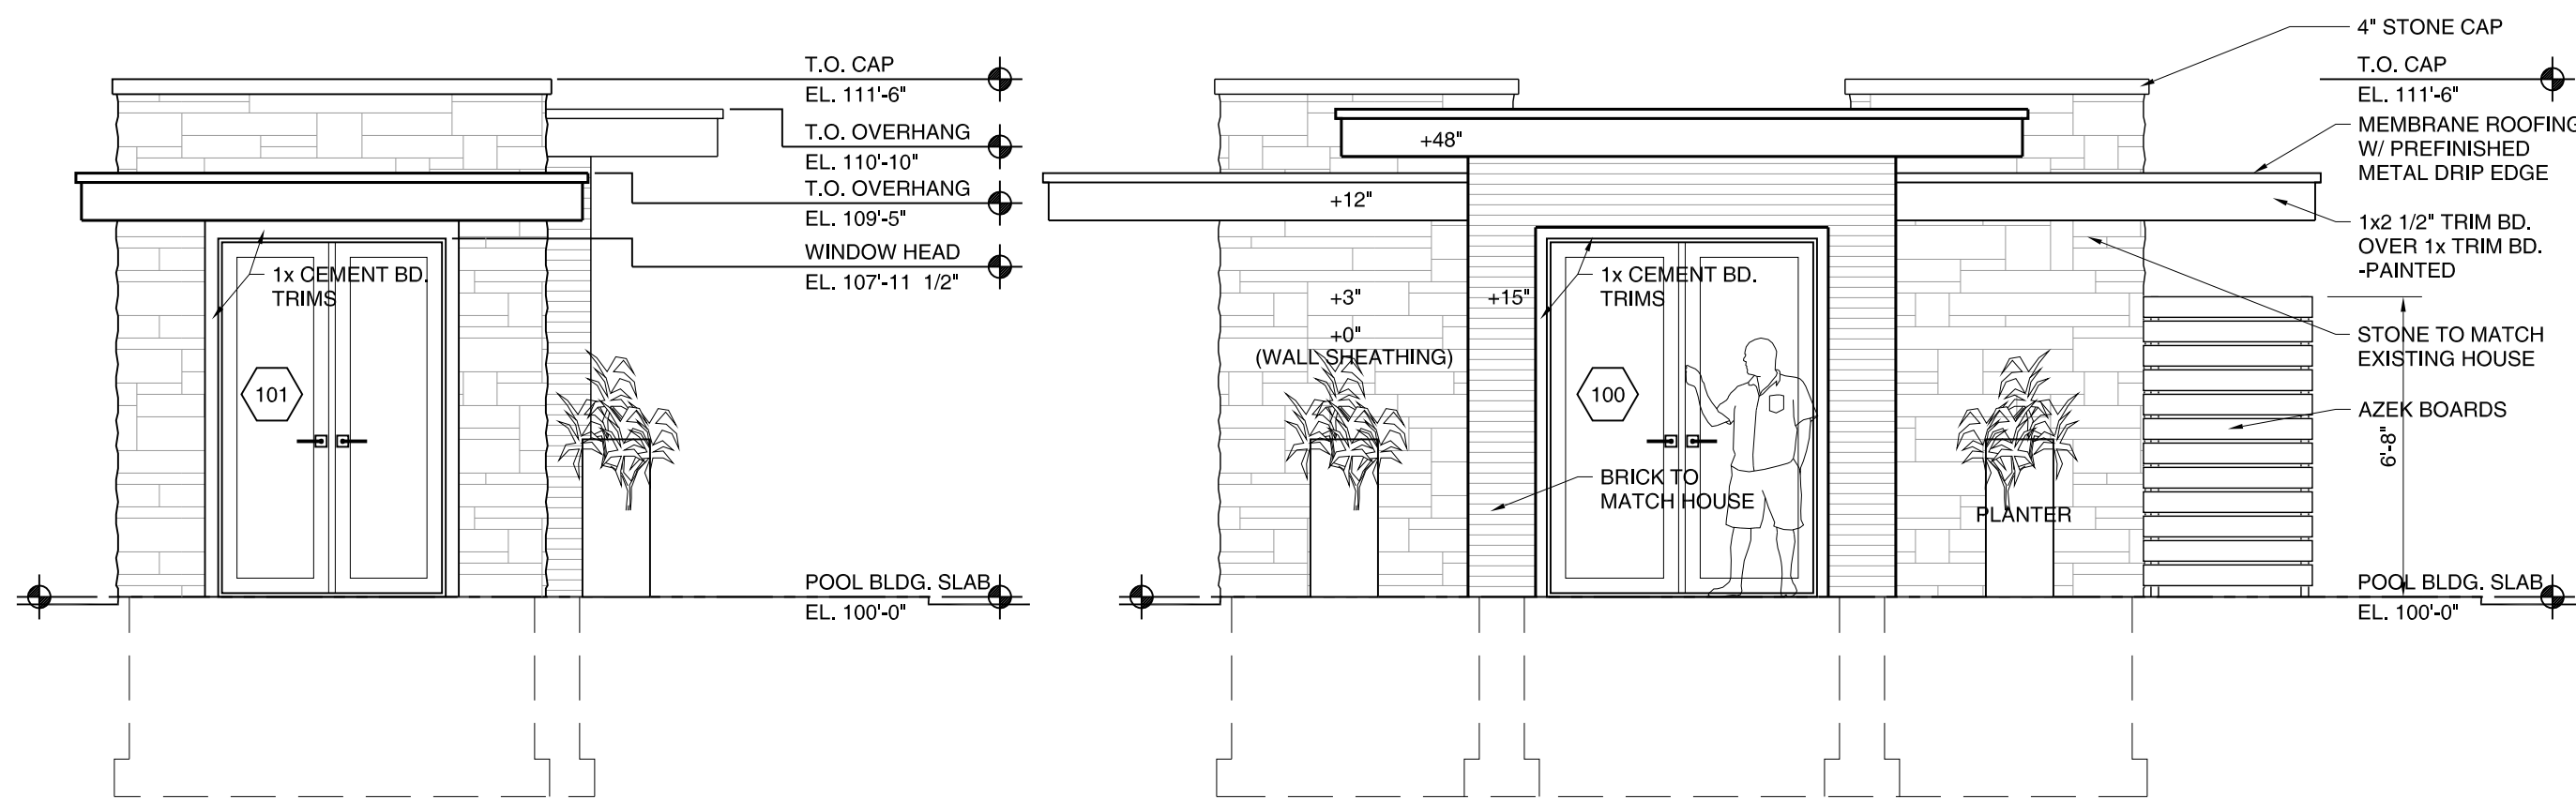 T.O. CAP
EL. 111'-6"
T.O. OVERHANG
EL. 110'-10"
T.O. OVERHANG
EL. 109'-5"
WINDOW HEAD
EL. 107'-11 1/2"
1x CEMENT BD.
TRIMS
101
POOL BLDG. SLAB
EL. 100'-0"
+48"
+12"
+3"
+0"
(WALL SHEATHING)
+15"
1x CEMENT BD.
TRIMS
100
BRICK TO
MATCH HOUSE
PLANTER
4" STONE CAP
T.O. CAP
EL. 111'-6"
MEMBRANE ROOFING
W/ PREFINISHED
METAL DRIP EDGE
1x2 1/2" TRIM BD.
OVER 1x TRIM BD.
-PAINTED
STONE TO MATCH
EXISTING HOUSE
AZEK BOARDS
6'-8"
POOL BLDG. SLAB
EL. 100'-0"